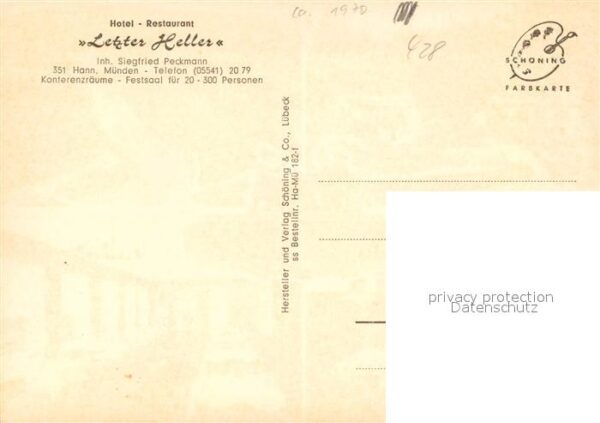 Hotel - Restaurant
»Letzter Heller«
Inh. Siegfried Peckmann
351 Hann. Münden - Telefon (05541) 20 79
Konferenzräume - Festsaal für 20 - 300 Personen
ca. 1970
428
SCHÖNING
FARBKARTE
Hersteller und Verlag Schöning & Co., Lübeck
ss Bestellnr. Ha-Mü 182-f
privacy protection
Datenschutz